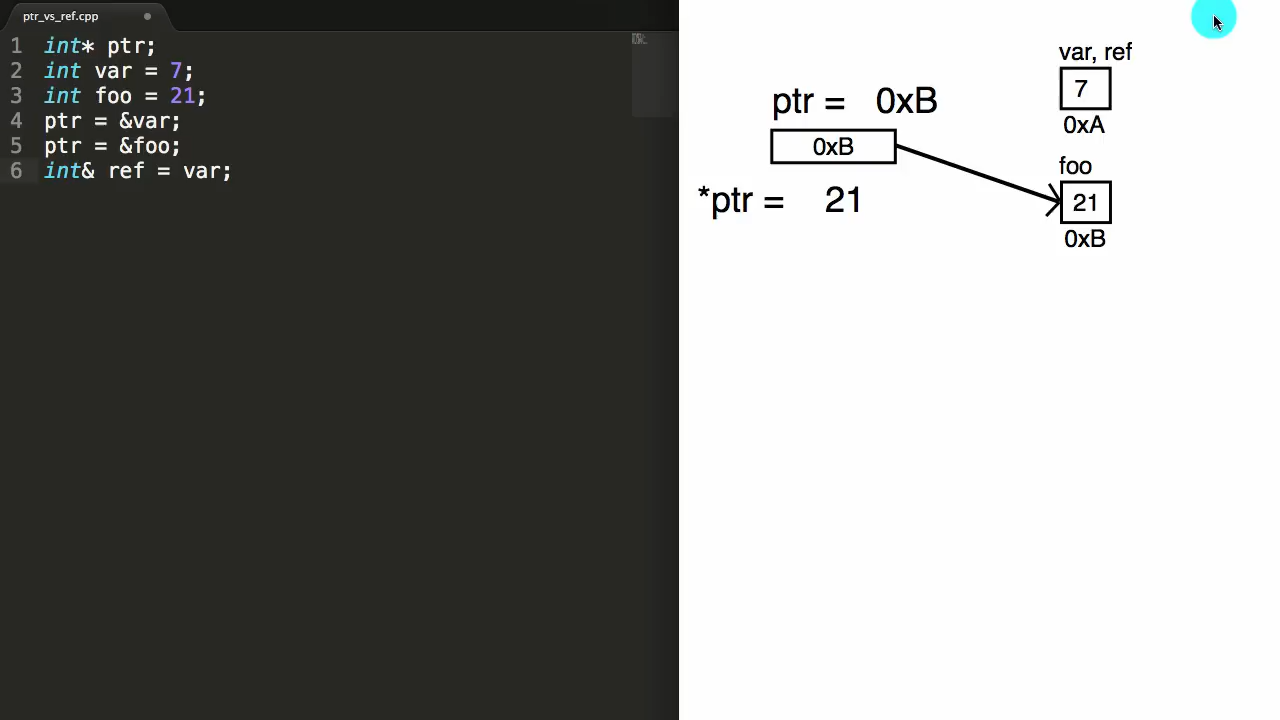 ptr_vs_ref.cpp
1 int* ptr;
2 int var = 7;
3 int foo = 21;
4 ptr = &var;
5 ptr = &foo;
6 int& ref = var;
ptr = 0xB
0xB
*ptr = 21
var, ref
7
0xA
foo
21
0xB